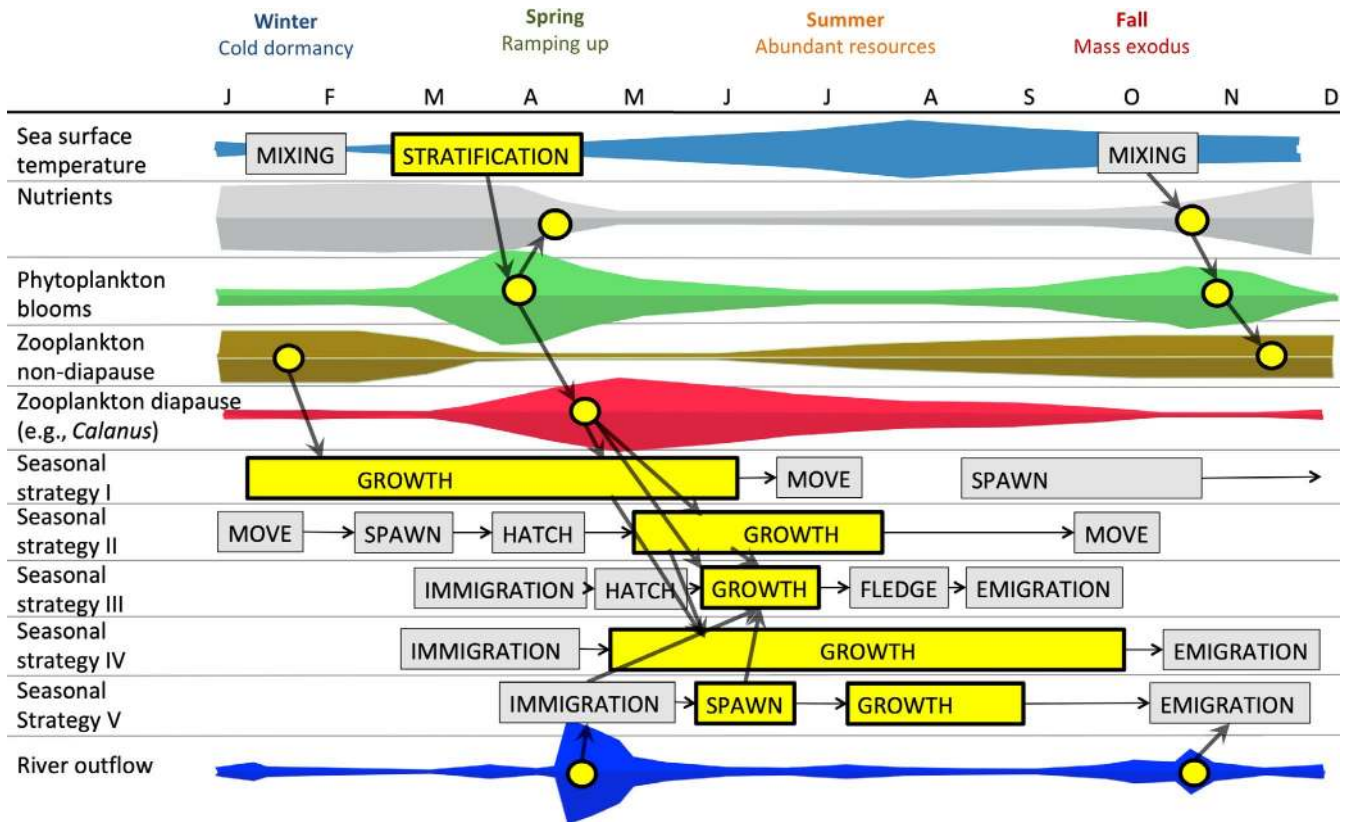 Winter Spring Summer Fall
Cold dormancy Ramping up Abundant resources Mass exodus
J F M A M J J A S O N D
Sea surface
temperature
MIXING STRATIFICATION MIXING
Nutrients
Phytoplankton
blooms
Zooplankton
non-diapause
Zooplankton diapause
(e.g., Calanus)
Seasonal
strategy I
GROWTH MOVE SPAWN
Seasonal
strategy II
MOVE SPAWN HATCH GROWTH MOVE
Seasonal
strategy III
IMMIGRATION HATCH GROWTH FLEDGE EMIGRATION
Seasonal
strategy IV
IMMIGRATION GROWTH EMIGRATION
Seasonal
Strategy V
IMMIGRATION SPAWN GROWTH EMIGRATION
River outflow